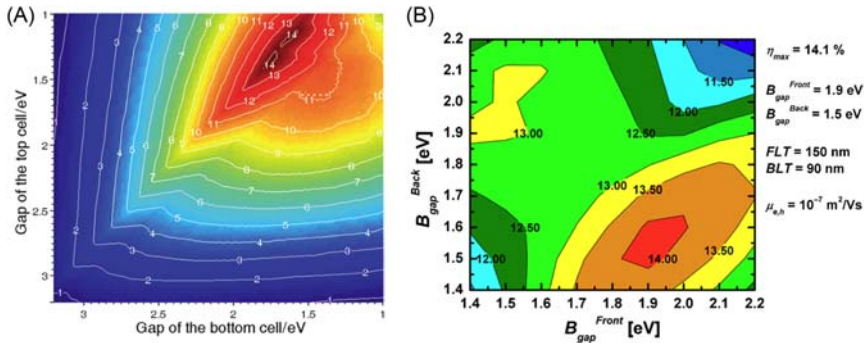 (A)
1
1.5
2
2.5
3
Gap of the top cell/eV
3
2.5
2
1.5
1
Gap of the bottom cell/eV
1 2 3 4 5 6 7 8 9 10 11 12 13 14
(B)
2.2
2.1
2.0
1.9
1.8
1.7
1.6
1.5
1.4
B_gap^Back [eV]
11.50
12.00
12.50
13.00
13.00
13.50
12.50
12.00
14.00
13.50
1.4 1.5 1.6 1.7 1.8 1.9 2.0 2.1 2.2
B_gap^Front [eV]
η_max = 14.1 %
B_gap^Front = 1.9 eV
B_gap^Back = 1.5 eV
FLT = 150 nm
BLT = 90 nm
μ_e,h = 10⁻⁷ m²/Vs